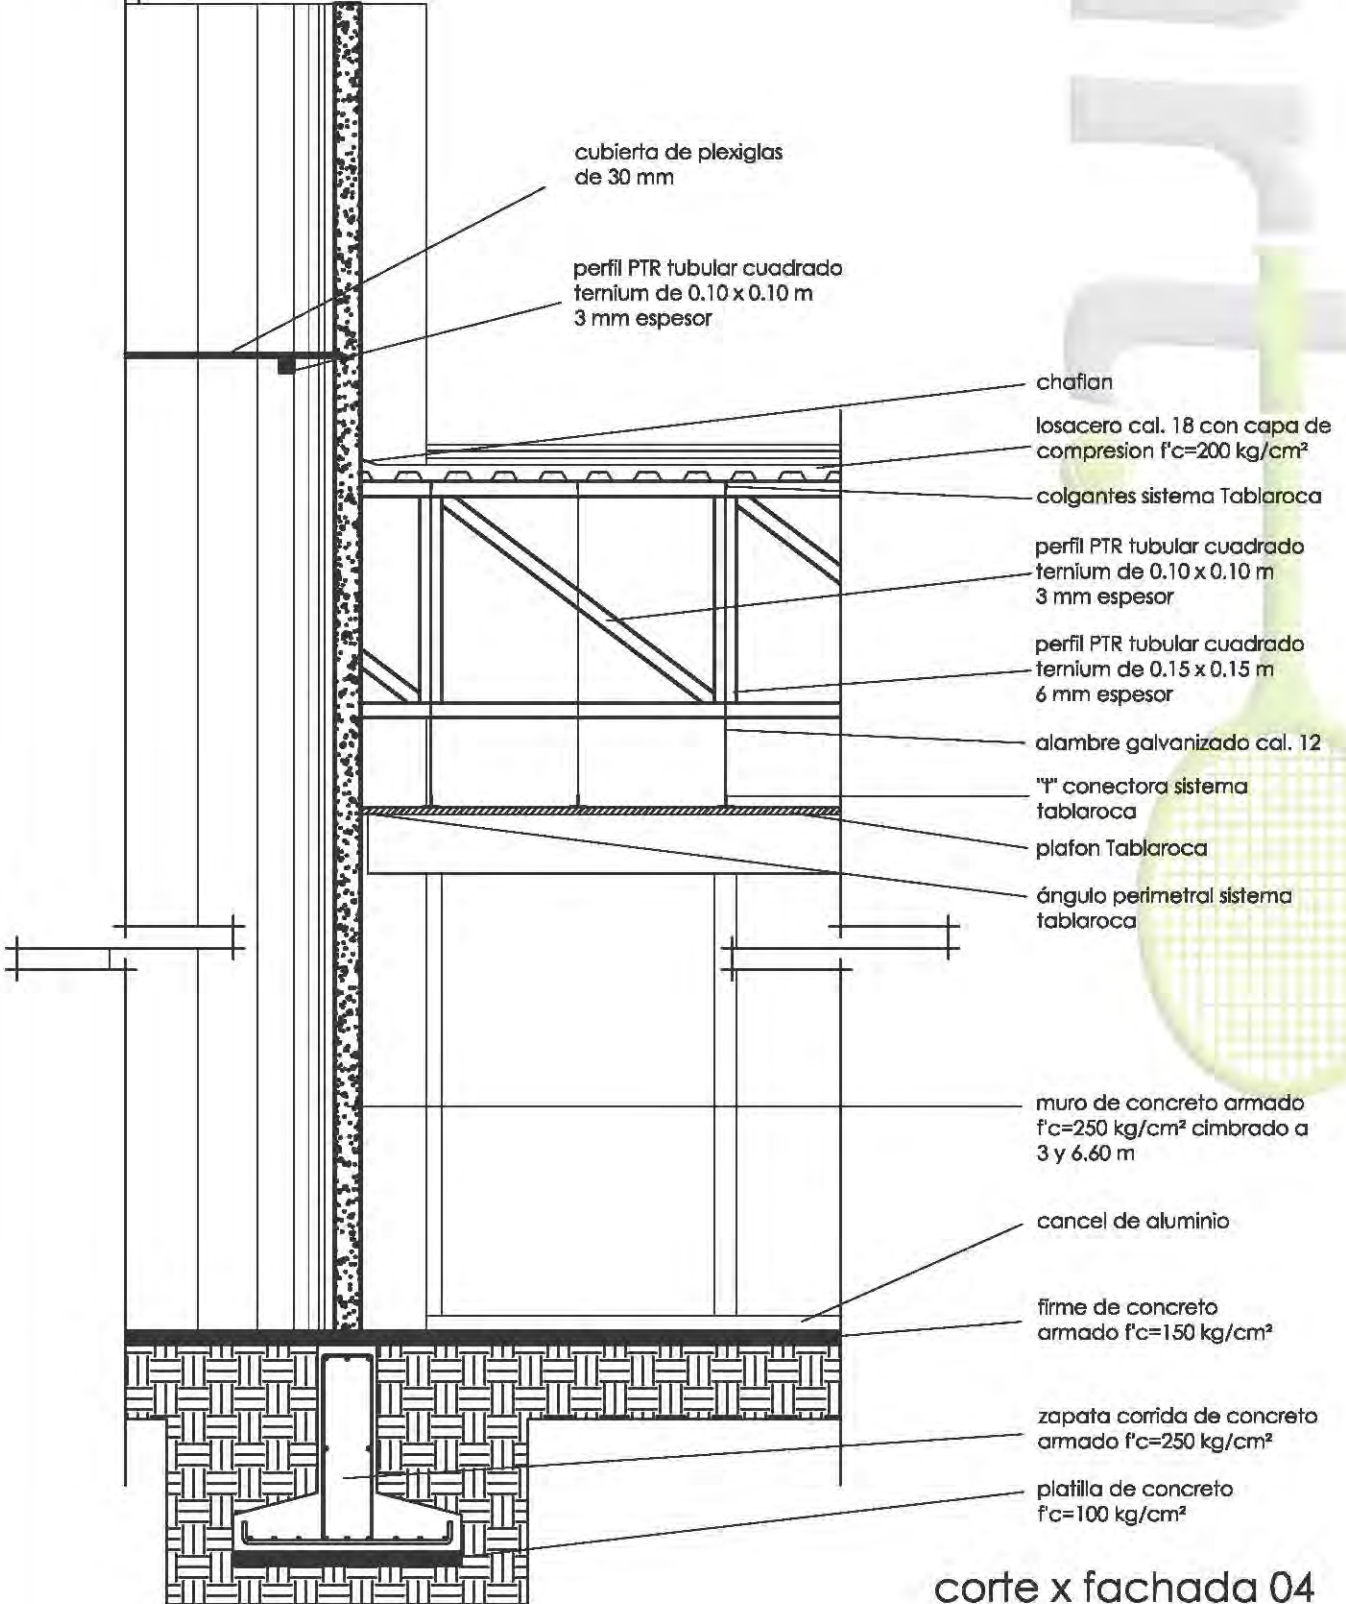 cubierta de plexiglas
de 30 mm
perfil PTR tubular cuadrado
ternium de 0.10 x 0.10 m
3 mm espesor
chaflan
losacero cal. 18 con capa de
compresion f'c=200 kg/cm²
colgantes sistema Tablaroca
perfil PTR tubular cuadrado
ternium de 0.10 x 0.10 m
3 mm espesor
perfil PTR tubular cuadrado
ternium de 0.15 x 0.15 m
6 mm espesor
alambre galvanizado cal. 12
"T" conectora sistema
tablaroca
plafon Tablaroca
ángulo perimetral sistema
tablaroca
muro de concreto armado
f'c=250 kg/cm² cimbrado a
3 y 6.60 m
cancel de aluminio
firme de concreto
armado f'c=150 kg/cm²
zapata corrida de concreto
armado f'c=250 kg/cm²
platilla de concreto
f'c=100 kg/cm²
corte x fachada 04